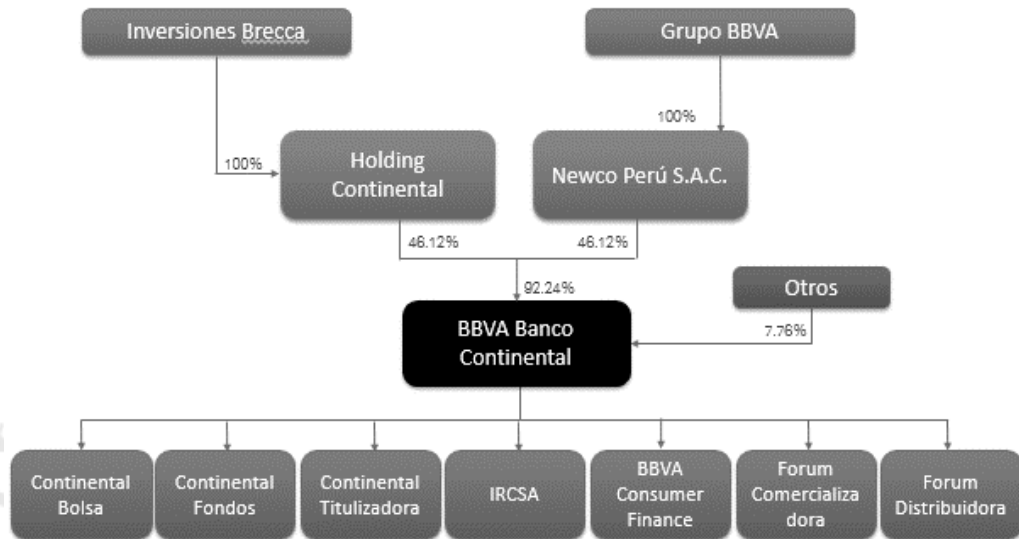 Inversiones Brecca
Grupo BBVA
100%
100%
Holding
Continental
Newco Perú S.A.C.
46.12%
46.12%
92.24%
Otros
7.76%
BBVA Banco
Continental
Continental
Bolsa
Continental
Fondos
Continental
Titulizadora
IRCSA
BBVA
Consumer
Finance
Forum
Comercializa
dora
Forum
Distribuidora